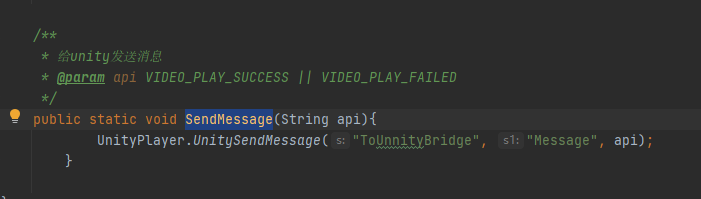 /**
* 给unity发送消息
* @param api VIDEO_PLAY_SUCCESS || VIDEO_PLAY_FAILED
*/
public static void SendMessage(String api){
UnityPlayer.UnitySendMessage( s: "ToUnnityBridge", s1: "Message", api);
}